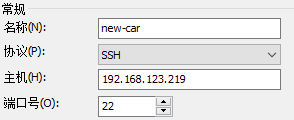 常规
名称(N): new-car
协议(P): SSH
主机(H): 192.168.123.219
端口号(O): 22